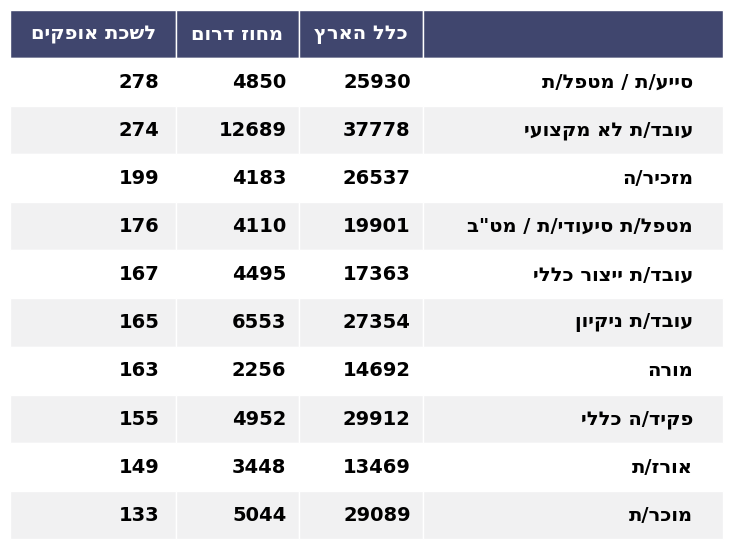 כלל הארץ מחוז דרום לשכת אופקים
סייע/ת / מטפל/ת 25930 4850 278
עובד/ת לא מקצועי 37778 12689 274
מזכיר/ה 26537 4183 199
מטפל/ת סיעודי/ת / מט"ב 19901 4110 176
עובד/ת ייצור כללי 17363 4495 167
עובד/ת ניקיון 27354 6553 165
מורה 14692 2256 163
פקיד/ה כללי 29912 4952 155
אורז/ת 13469 3448 149
מוכר/ת 29089 5044 133